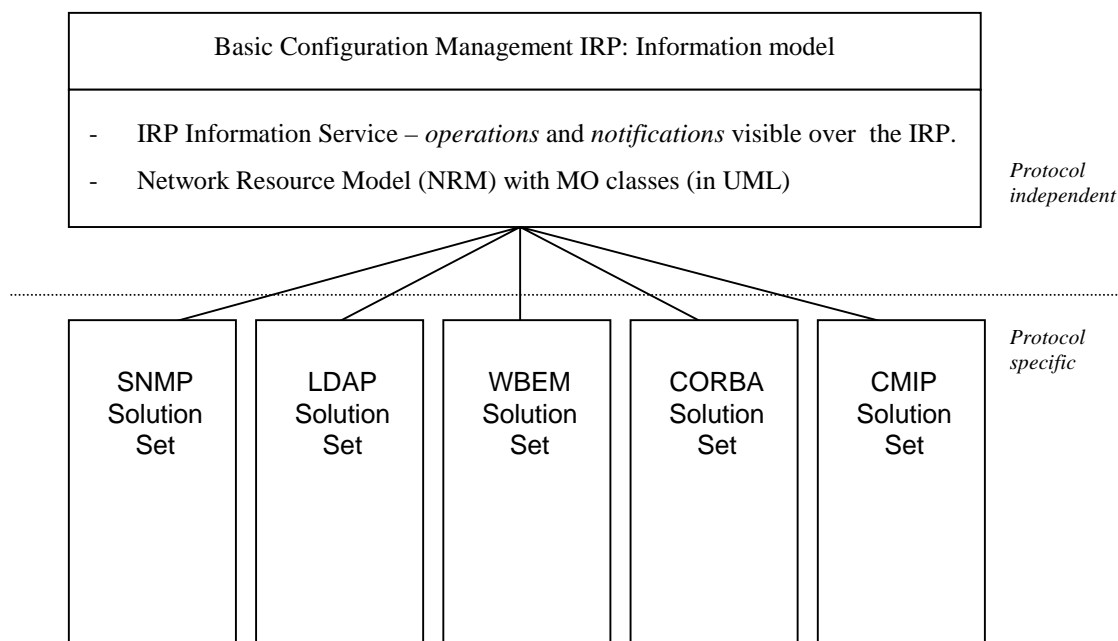 Basic Configuration Management IRP: Information model
- IRP Information Service – operations and notifications visible over the IRP.
- Network Resource Model (NRM) with MO classes (in UML)
Protocol
independent
SNMP
Solution
Set
LDAP
Solution
Set
WBEM
Solution
Set
CORBA
Solution
Set
CMIP
Solution
Set
Protocol
specific